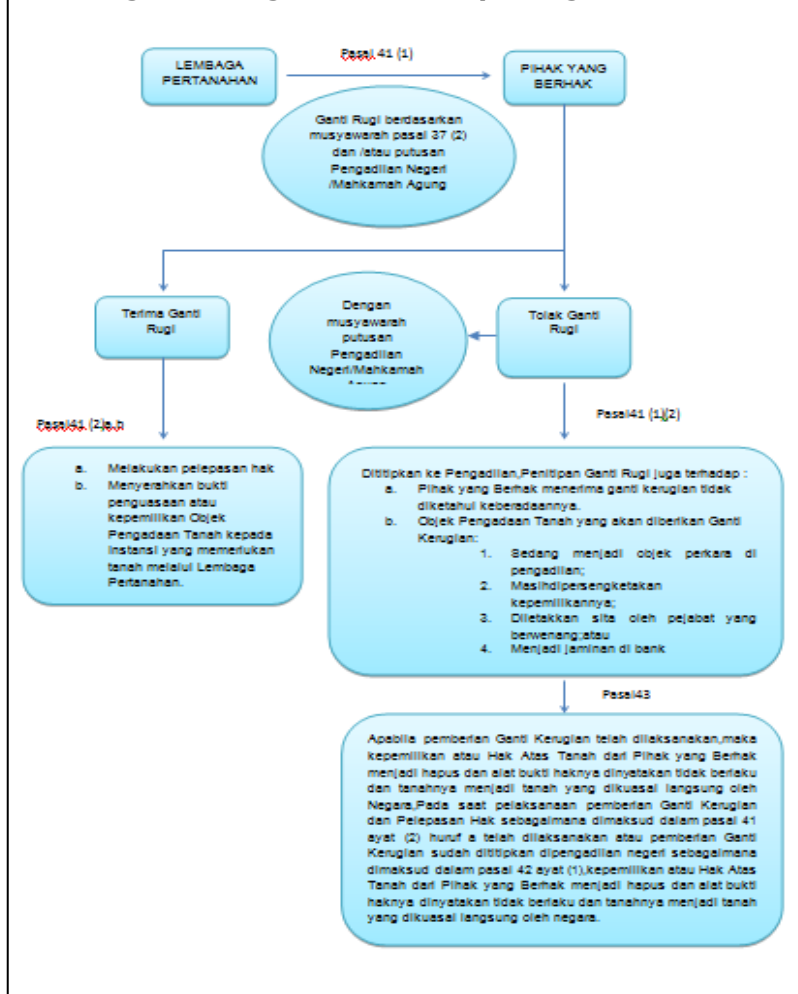 Pasal 41 (1)
LEMBAGA
PERTANAHAN
PIHAK YANG
BERHAK
Ganti Rugi berdasarkan
musyawarah pasal 37 (2)
dan /atau putusan
Pengadilan Negeri
/Mahkamah Agung
Terima Ganti
Rugi
Dengan
musyawarah
putusan
Pengadilan
Negeri/Mahkamah
Tolak Ganti
Rugi
Pasal41 (2)a,b
Pasal41 (1)(2)
a. Melakukan pelepasan hak
b. Menyerahkan bukti
penguasaan atau
kepemilikan Objek
Pengadaan Tanah kepada
Instansi yang memerlukan
tanah melalui Lembaga
Pertanahan.
Dititipkan ke Pengadilan,Penitipan Ganti Rugi juga terhadap :
a. Pihak yang Berhak menerima ganti kerugian tidak
diketahui keberadaannya.
b. Objek Pengadaan Tanah yang akan diberikan Ganti
Kerugian:
1. Sedang menjadi objek perkara di
pengadilan;
2. Masihdipersengketakan
kepemilikannya;
3. Diletakkan sita oleh pejabat yang
berwenang;atau
4. Menjadi jaminan di bank
Pasal43
Apabila pemberian Ganti Kerugian telah dilaksanakan,maka
kepemilikan atau Hak Atas Tanah dari Pihak yang Berhak
menjadi hapus dan alat bukti haknya dinyatakan tidak berlaku
dan tanahnya menjadi tanah yang dikuasai langsung oleh
Negara,Pada saat pelaksanaan pemberian Ganti Kerugian
dan Pelepasan Hak sebagaimana dimaksud dalam pasal 41
ayat (2) huruf a telah dilaksanakan atau pemberian Ganti
Kerugian sudah dititipkan dipengadilan negeri sebagaimana
dimaksud dalam pasal 42 ayat (1),kepemilikan atau Hak Atas
Tanah dari Pihak yang Berhak menjadi hapus dan alat bukti
haknya dinyatakan tidak berlaku dan tanahnya menjadi tanah
yang dikuasai langsung oleh negara.